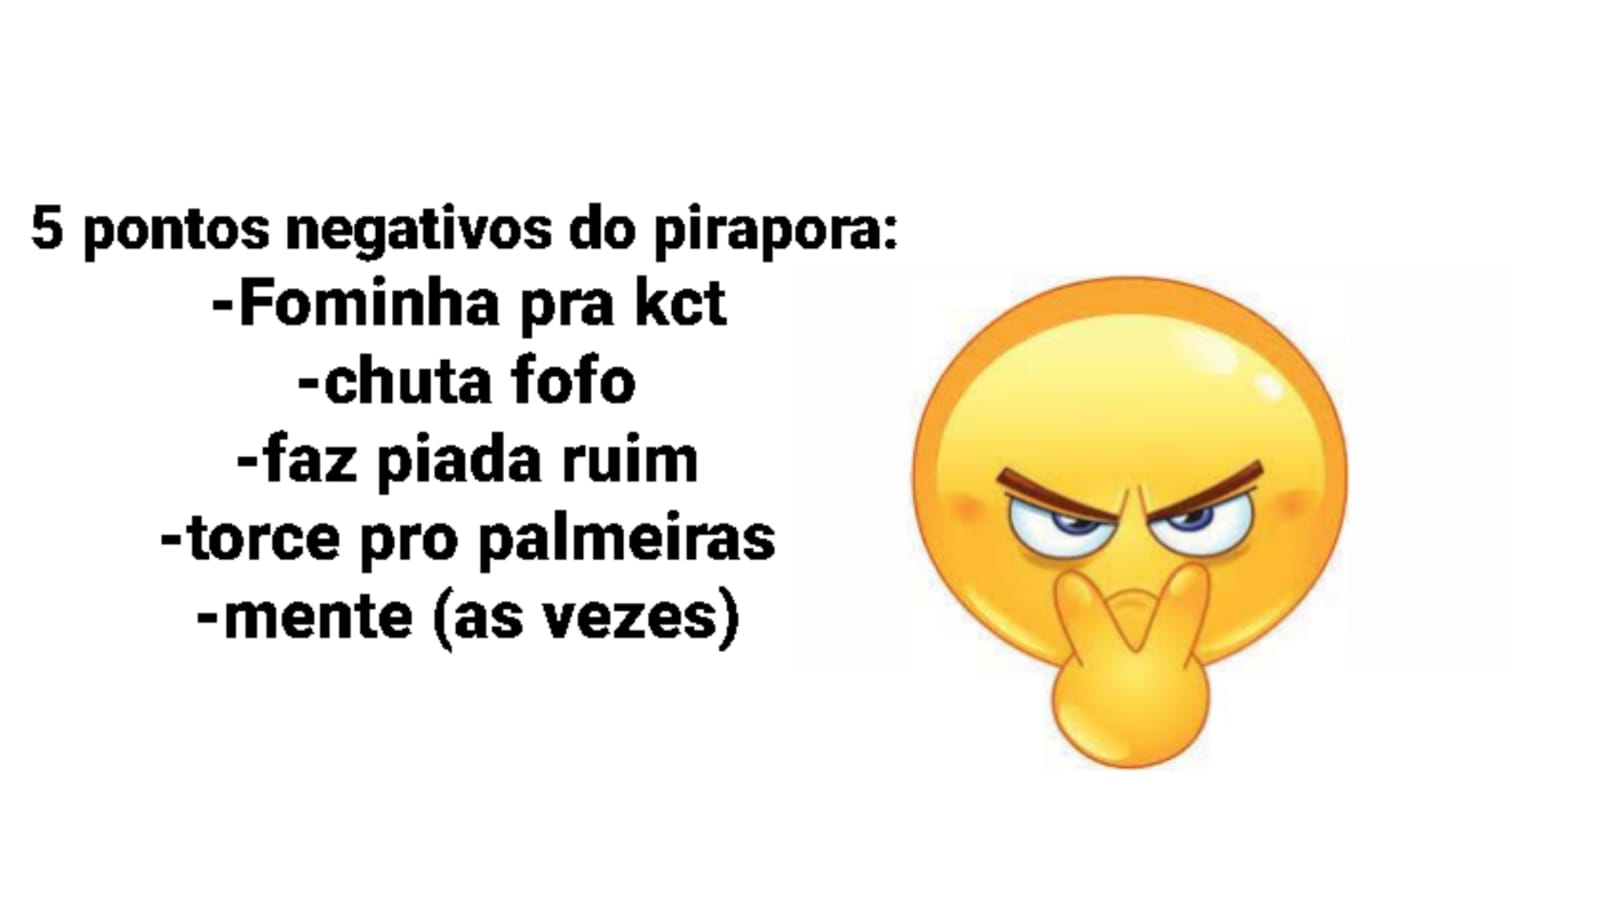 5 pontos negativos do pirapora:
-Fominha pra kct
-chuta fofo
-faz piada ruim
-torce pro palmeiras
-mente (as vezes)